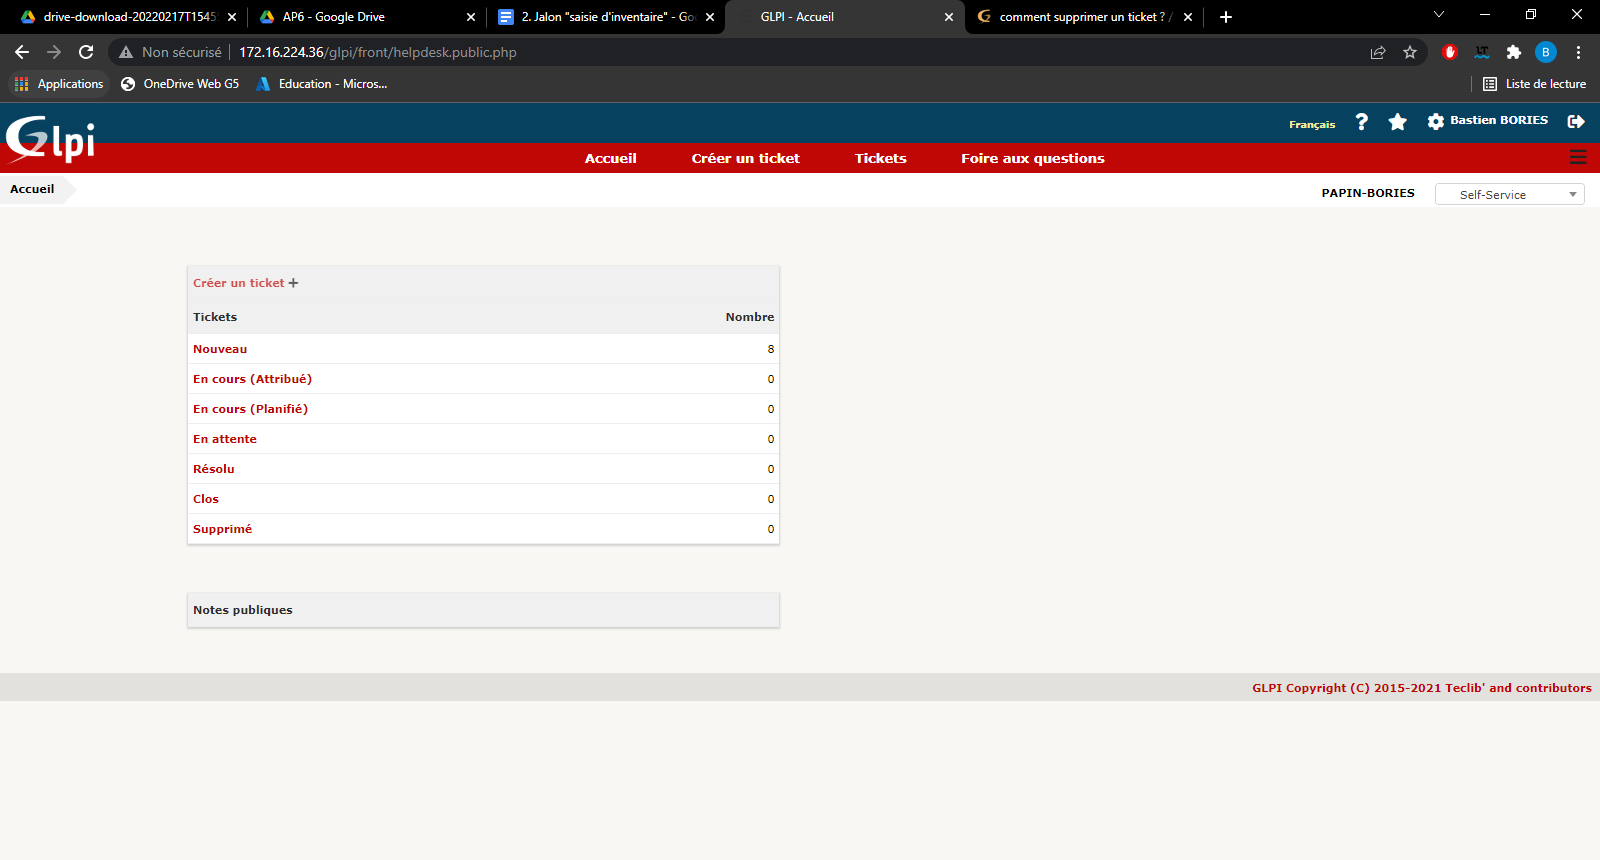 drive-download-20220217T1545
AP6 - Google Drive
2. Jalon "saisie d'inventaire" - Go
GLPI - Accueil
comment supprimer un ticket ? /
Non sécurisé 172.16.224.36/glpi/front/helpdesk.public.php
B
Applications
OneDrive Web G5
Education - Micros...
Liste de lecture
Glpi
Français
? Bastien BORIES
Accueil
Créer un ticket
Tickets
Foire aux questions
Accueil
PAPIN-BORIES
Self-Service
Créer un ticket +
Tickets Nombre
Nouveau 8
En cours (Attribué) 0
En cours (Planifié) 0
En attente 0
Résolu 0
Clos 0
Supprimé 0
Notes publiques
GLPI Copyright (C) 2015-2021 Teclib' and contributors